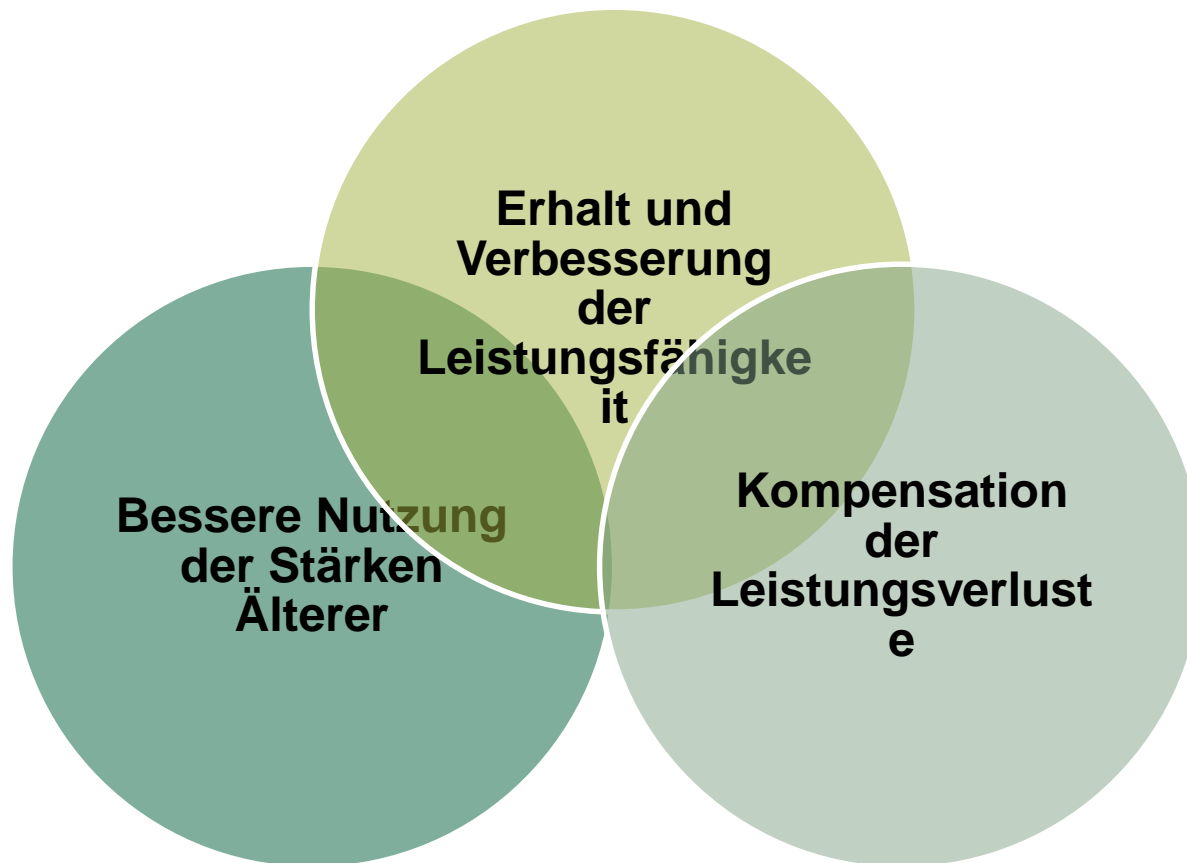 Erhalt und
Verbesserung
der
Leistungsfähigke
it
Bessere Nutzung
der Stärken
Älterer
Kompensation
der
Leistungsverlust
e